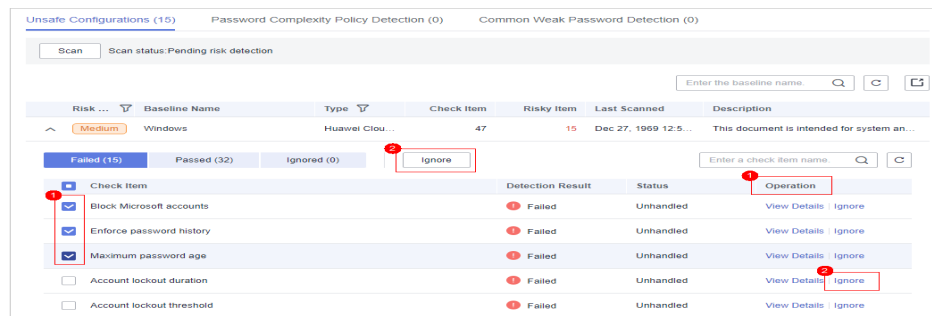 Unsafe Configurations (15) Password Complexity Policy Detection (0) Common Weak Password Detection (0)
Scan Scan status:Pending risk detection
Enter the baseline name.
Risk ... Baseline Name Type Check Item Risky Item Last Scanned Description
Medium Windows Huawei Clou... 47 15 Dec 27, 1969 12:5... This document is intended for system an...
2
Failed (15) Passed (32) Ignored (0) Ignore Enter a check item name.
1
Check Item Detection Result Status Operation
1
Block Microsoft accounts Failed Unhandled View Details Ignore
Enforce password history Failed Unhandled View Details Ignore
Maximum password age Failed Unhandled View Details Ignore
2
Account lockout duration Failed Unhandled View Details Ignore
Account lockout threshold Failed Unhandled View Details Ignore